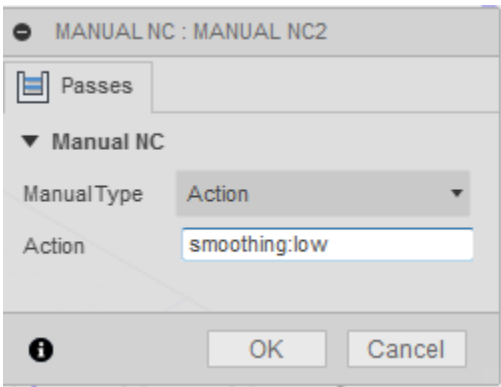 MANUAL NC : MANUAL NC2
Passes
Manual NC
Manual Type Action
Action smoothing:low
OK Cancel